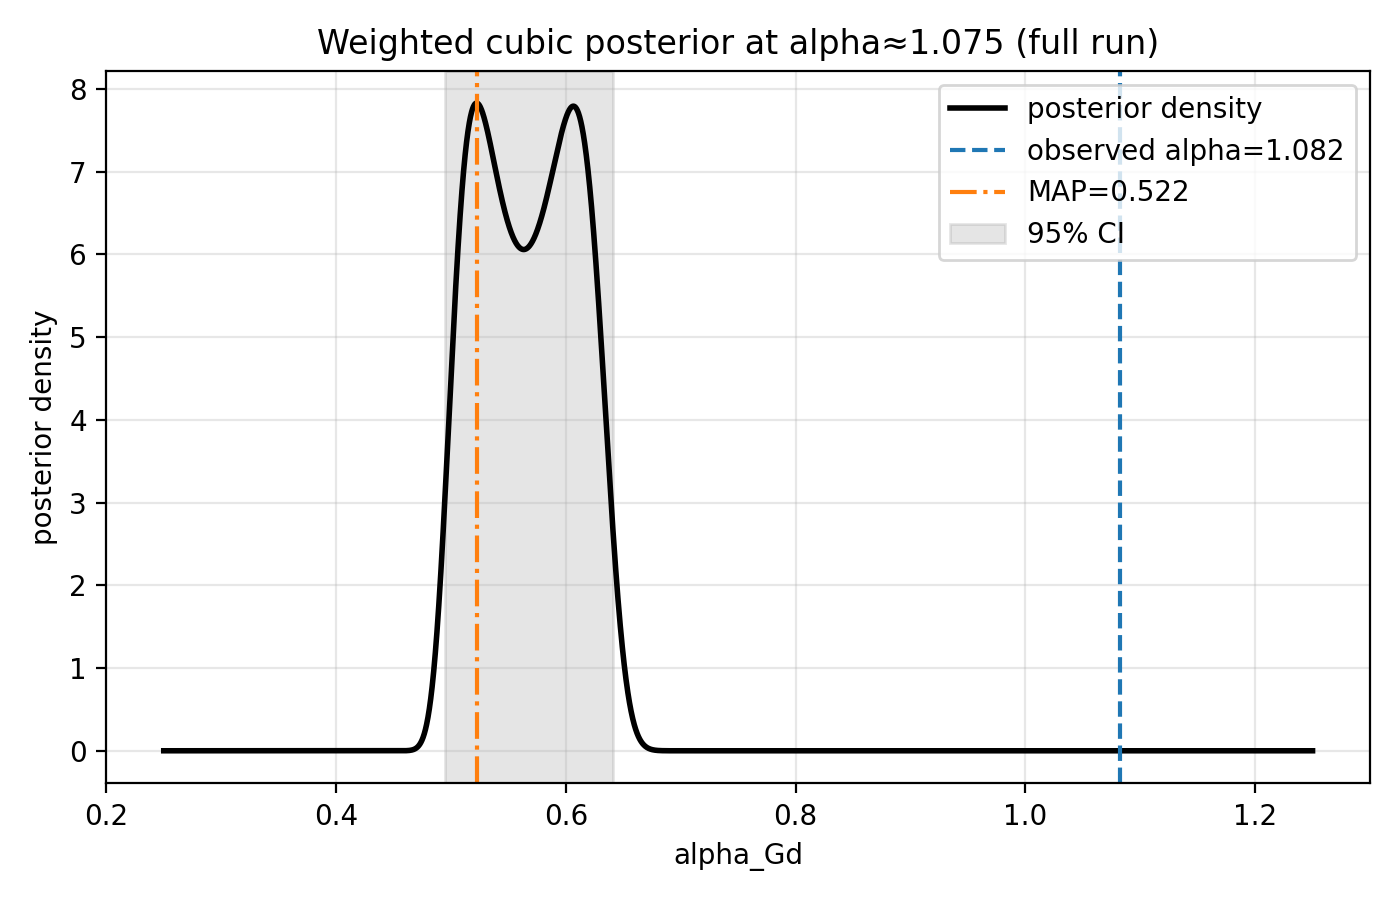 Weighted cubic posterior at alpha≈1.075 (full run)
posterior density
observed alpha=1.082
MAP=0.522
95% CI
8
7
6
5
4
3
2
1
0
posterior density
0.2 0.4 0.6 0.8 1.0 1.2
alpha_Gd